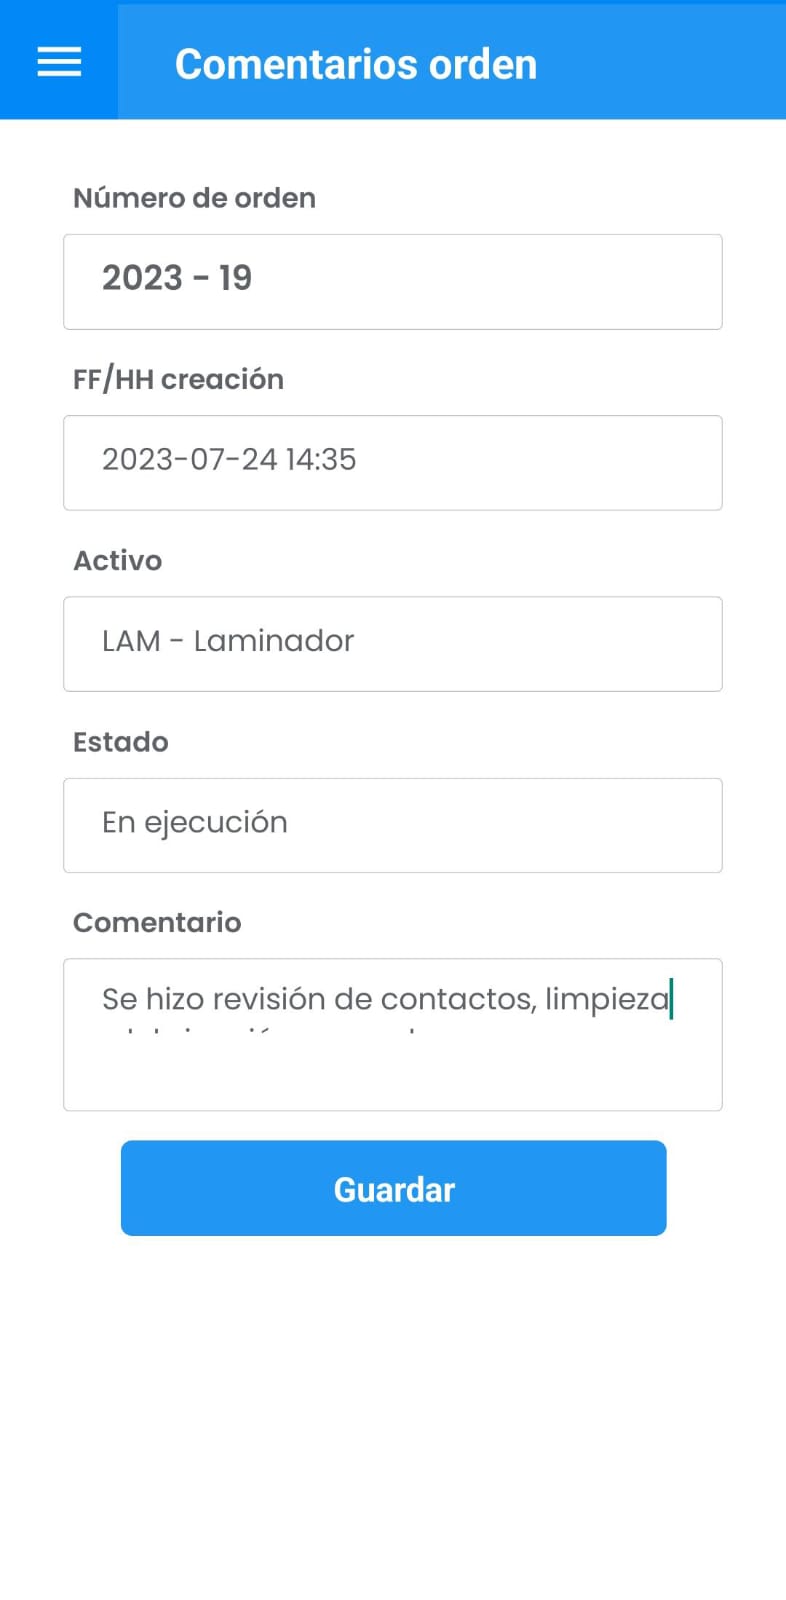 Comentarios orden
Número de orden
2023 - 19
FF/HH creación
2023-07-24 14:35
Activo
LAM - Laminador
Estado
En ejecución
Comentario
Se hizo revisión de contactos, limpieza
Guardar